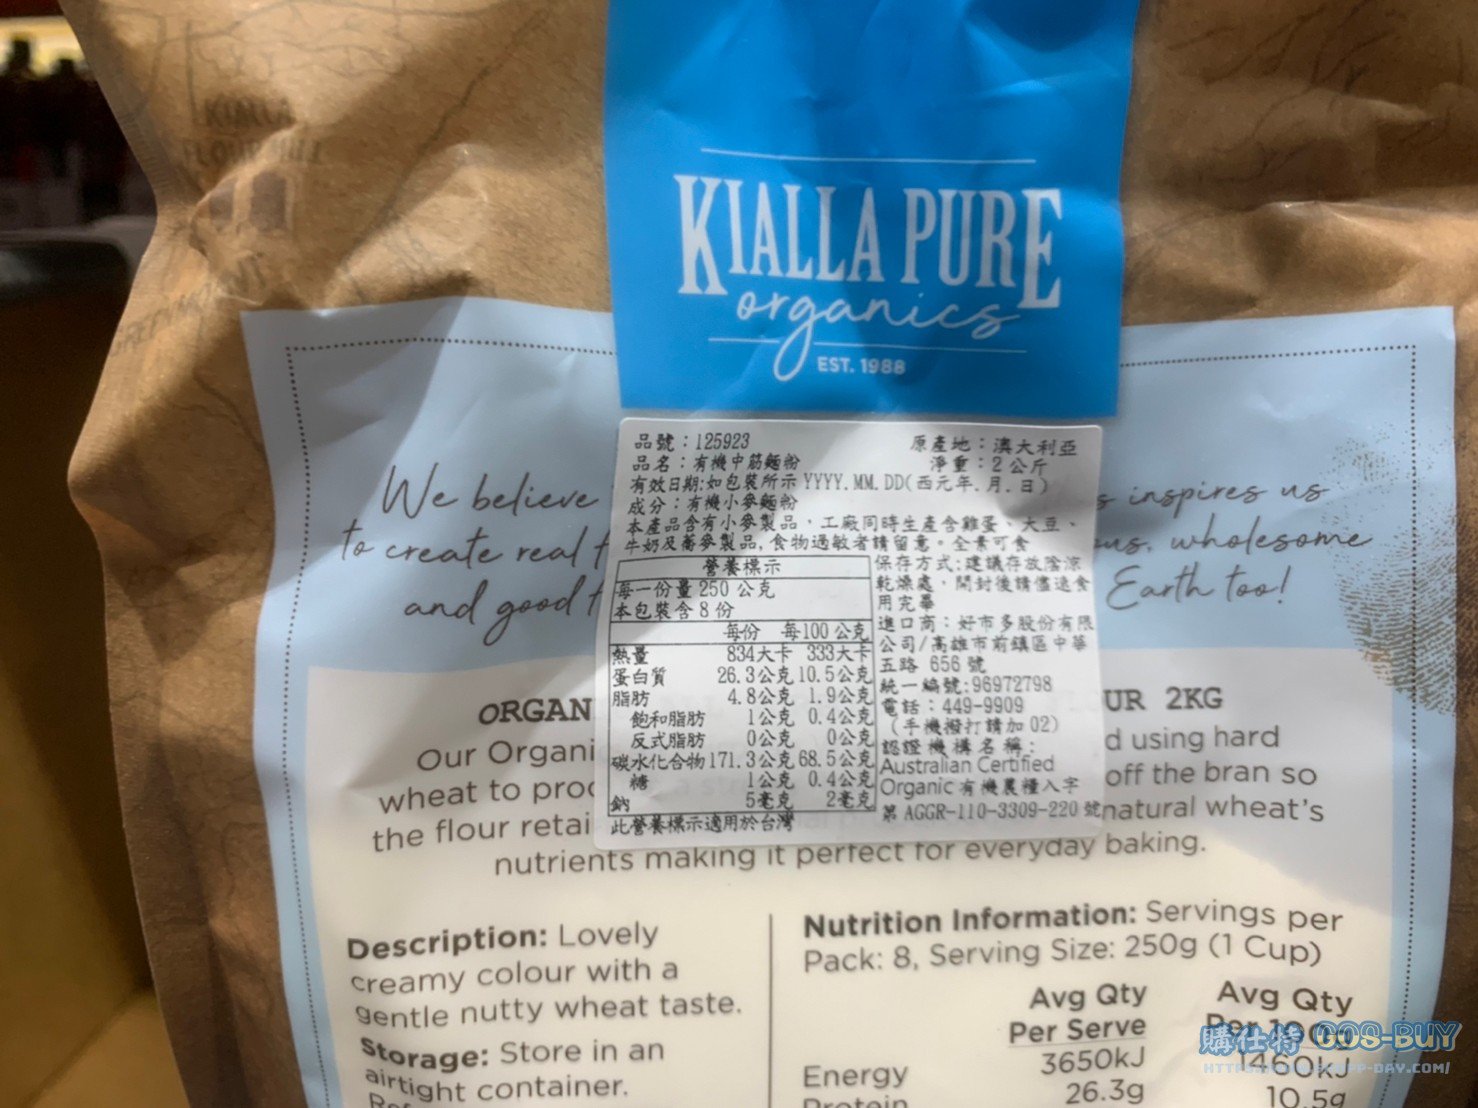 KIALLA PURE
organics
EST. 1988
We believe
to create real f
and good f
s inspires us
ous, wholesome
Earth too!
品號：125923
原產地：澳大利亞
品名：有機中筋麵粉
淨重：2公斤
有效日期:如包裝所示 YYYY.MM.DD(西元年.月.日)
成分：有機小麥麵粉
本產品含有小麥製品，工廠同時生產含雞蛋、大豆、
牛奶及蕎麥製品,食物過敏者請留意。全素可食
營養標示
每一份量 250 公克
本包裝含 8 份
每份 每100公克
熱量 834大卡 333大卡
蛋白質 26.3公克 10.5公克
脂肪 4.8公克 1.9公克
飽和脂肪 1公克 0.4公克
反式脂肪 0公克 0公克
碳水化合物 171.3公克 68.5公克
糖 1公克 0.4公克
鈉 5毫克 2毫克
此營養標示適用於台灣
保存方式:建議存放陰涼
乾燥處，開封後請儘速食
用完畢
進口商：好市多股份有限
公司/高雄市前鎮區中華
五路 656 號
統一編號:96972798
電話：449-9909
(手機撥打請加 02)
認證機構名稱：
Australian Certified
Organic 有機農糧入字
第 AGGR-110-3309-220 號
ORGAN
UR 2KG
Our Organi
d using hard
wheat to proc
off the bran so
the flour retai
natural wheat's
nutrients making it perfect for everyday baking.
Description: Lovely
creamy colour with a
gentle nutty wheat taste.
Storage: Store in an
airtight container.
Nutrition Information: Servings per
Pack: 8, Serving Size: 250g (1 Cup)
Avg Qty Avg Qty
Per Serve Per 100g
Energy 3650kJ 1460kJ
Protein 26.3g 10.5g
購仕特 COS-BUY